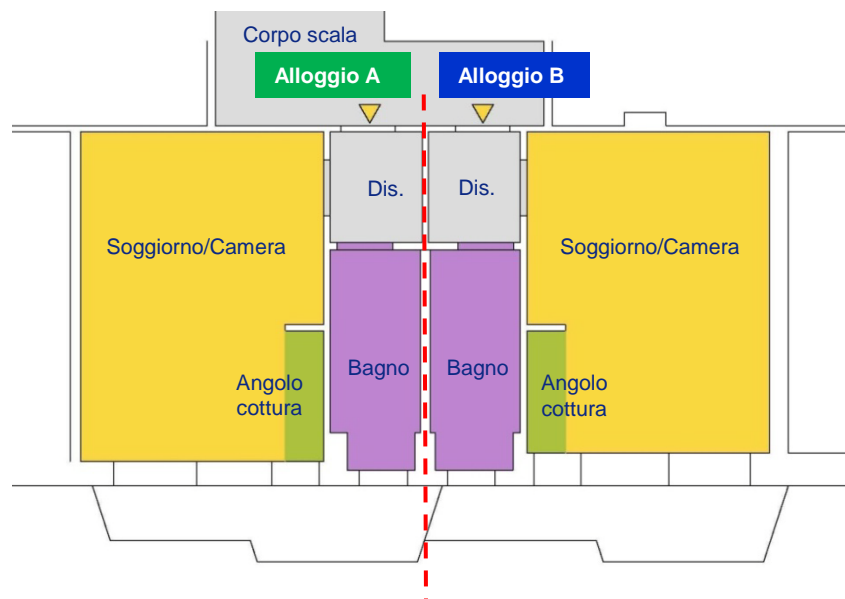 Corpo scala
Alloggio A
Alloggio B
Dis.
Dis.
Soggiorno/Camera
Soggiorno/Camera
Bagno
Bagno
Angolo
cottura
Angolo
cottura